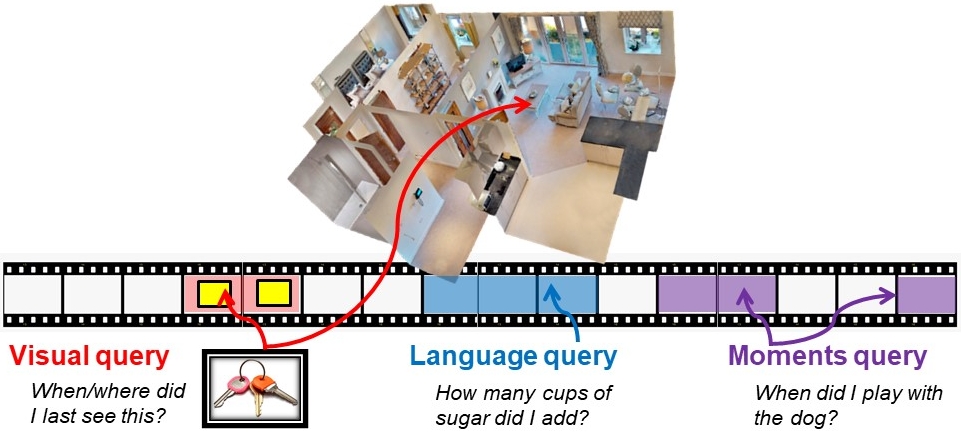 Visual query
When/where did
I last see this?
Language query
How many cups of
sugar did I add?
Moments query
When did I play with
the dog?